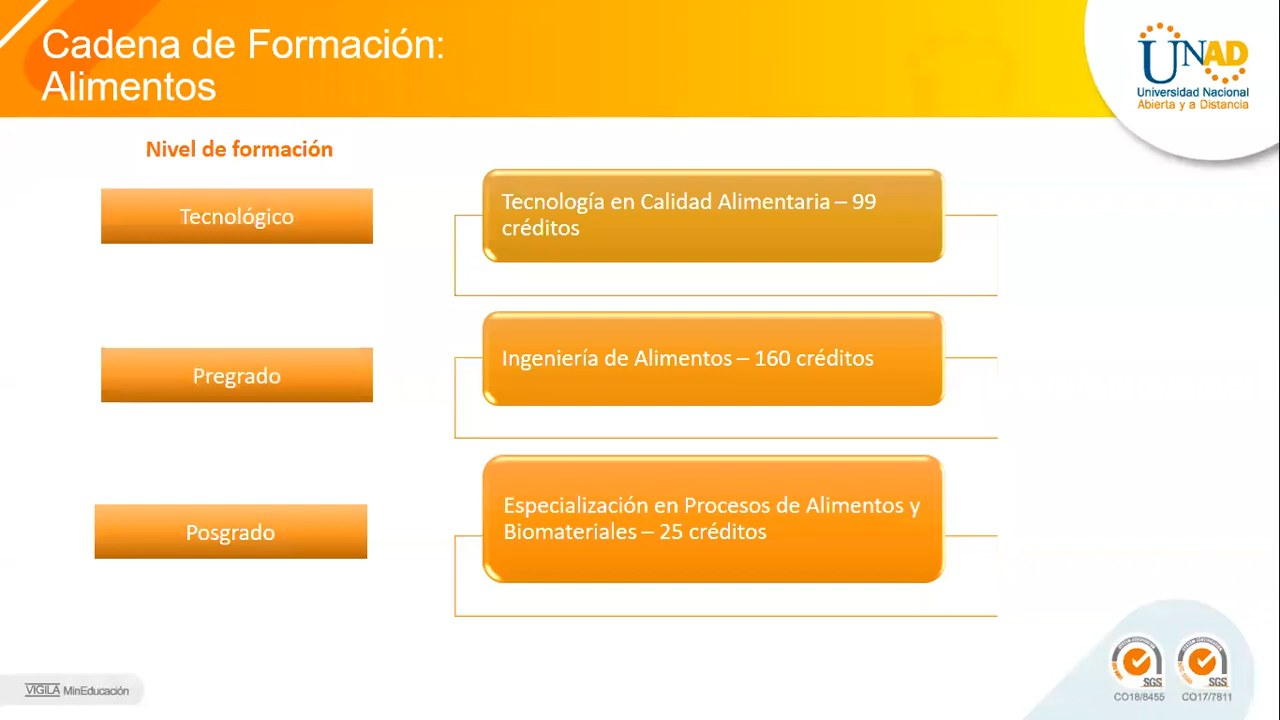 Cadena de Formación:
Alimentos
UNAD
Universidad Nacional
Abierta y a Distancia
Nivel de formación
Tecnológico
Tecnología en Calidad Alimentaria – 99
créditos
Pregrado
Ingeniería de Alimentos – 160 créditos
Posgrado
Especialización en Procesos de Alimentos y
Biomateriales – 25 créditos
VIGILA MinEducación
SGS
SGS
CO18/8455
CO17/7811